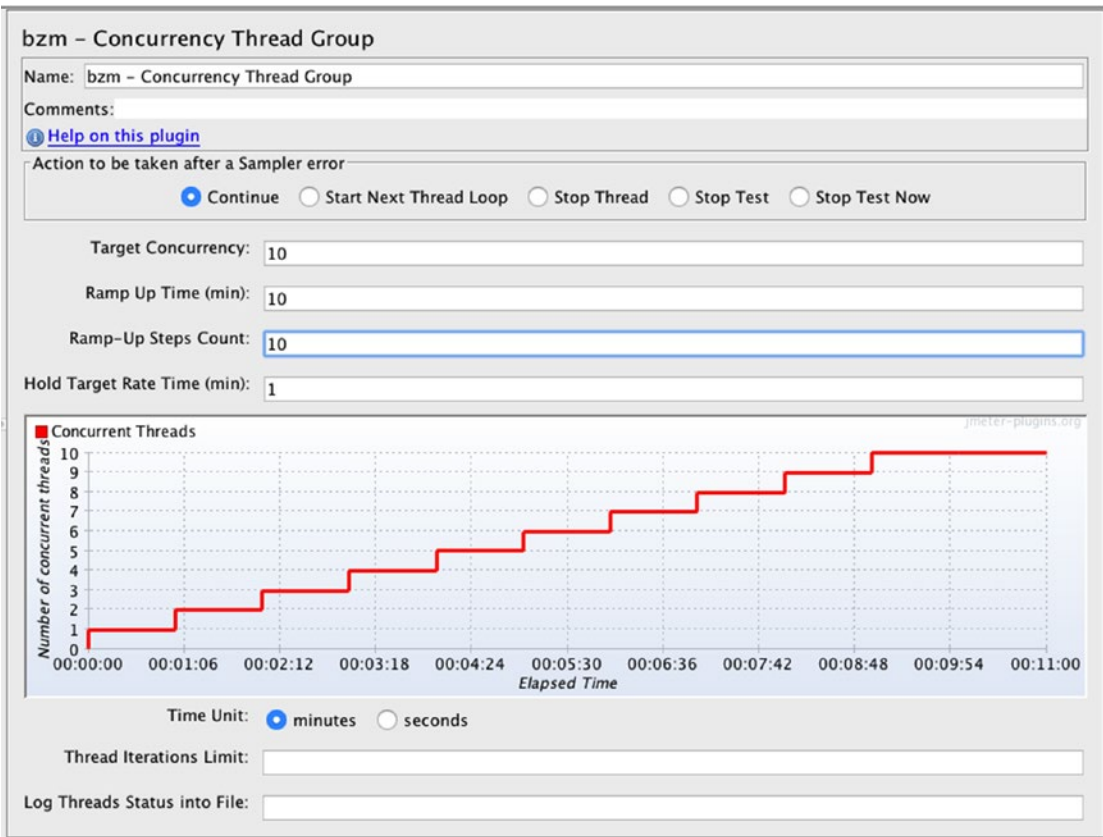 bzm – Concurrency Thread Group
Name: bzm – Concurrency Thread Group
Comments:
Help on this plugin
Action to be taken after a Sampler error
Continue Start Next Thread Loop Stop Thread Stop Test Stop Test Now
Target Concurrency: 10
Ramp Up Time (min): 10
Ramp-Up Steps Count: 10
Hold Target Rate Time (min): 1
Concurrent Threads
jmeter-plugins.org
Number of concurrent threads
10
9
8
7
6
5
4
3
2
1
0
00:00:00 00:01:06 00:02:12 00:03:18 00:04:24 00:05:30 00:06:36 00:07:42 00:08:48 00:09:54 00:11:00
Elapsed Time
Time Unit: minutes seconds
Thread Iterations Limit:
Log Threads Status into File: